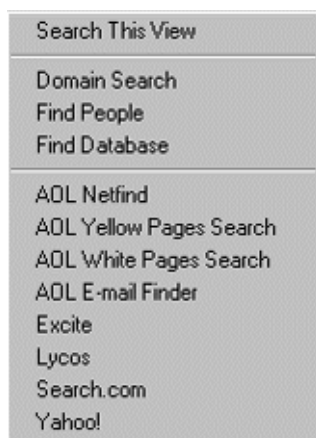 Search This View
Domain Search
Find People
Find Database
AOL Netfind
AOL Yellow Pages Search
AOL White Pages Search
AOL E-mail Finder
Excite
Lycos
Search.com
Yahoo!